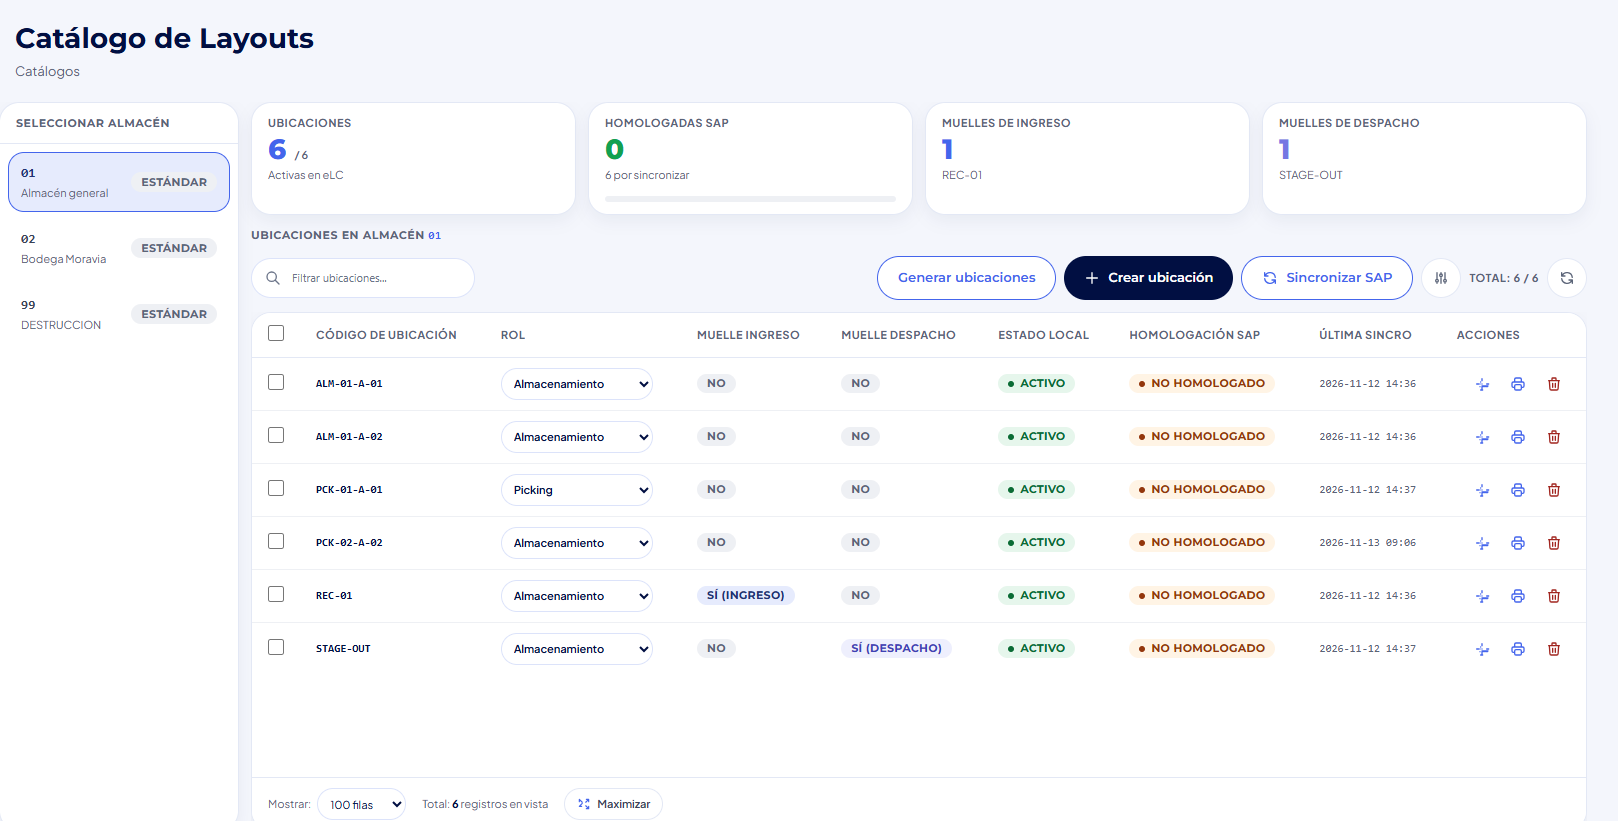 Catálogo de Layouts
Catálogos
SELECCIONAR ALMACÉN
01
Almacén general
ESTÁNDAR
02
Bodega Moravia
ESTÁNDAR
99
DESTRUCCION
ESTÁNDAR
UBICACIONES
6 / 6
Activas en eLC
HOMOLOGADAS SAP
0
6 por sincronizar
MUELLES DE INGRESO
1
REC-01
MUELLES DE DESPACHO
1
STAGE-OUT
UBICACIONES EN ALMACÉN 01
Filtrar ubicaciones...
Generar ubicaciones
+ Crear ubicación
Sincronizar SAP
TOTAL: 6 / 6
CÓDIGO DE UBICACIÓN ROL MUELLE INGRESO MUELLE DESPACHO ESTADO LOCAL HOMOLOGACIÓN SAP ÚLTIMA SINCRO ACCIONES
ALM-01-A-01 Almacenamiento NO NO ACTIVO NO HOMOLOGADO 2026-11-12 14:36
ALM-01-A-02 Almacenamiento NO NO ACTIVO NO HOMOLOGADO 2026-11-12 14:36
PCK-01-A-01 Picking NO NO ACTIVO NO HOMOLOGADO 2026-11-12 14:37
PCK-02-A-02 Almacenamiento NO NO ACTIVO NO HOMOLOGADO 2026-11-13 09:06
REC-01 Almacenamiento SÍ (INGRESO) NO ACTIVO NO HOMOLOGADO 2026-11-12 14:36
STAGE-OUT Almacenamiento NO SÍ (DESPACHO) ACTIVO NO HOMOLOGADO 2026-11-12 14:37
Mostrar: 100 filas Total: 6 registros en vista Maximizar